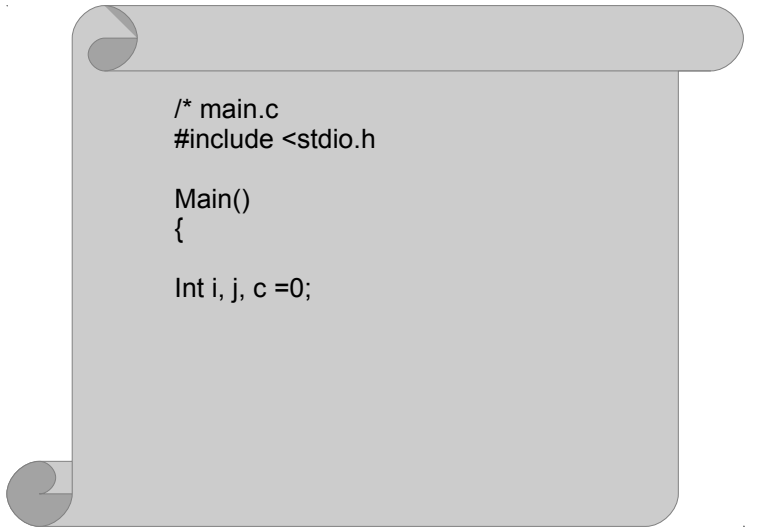 /* main.c
#include <stdio.h
Main()
{
Int i, j, c =0;